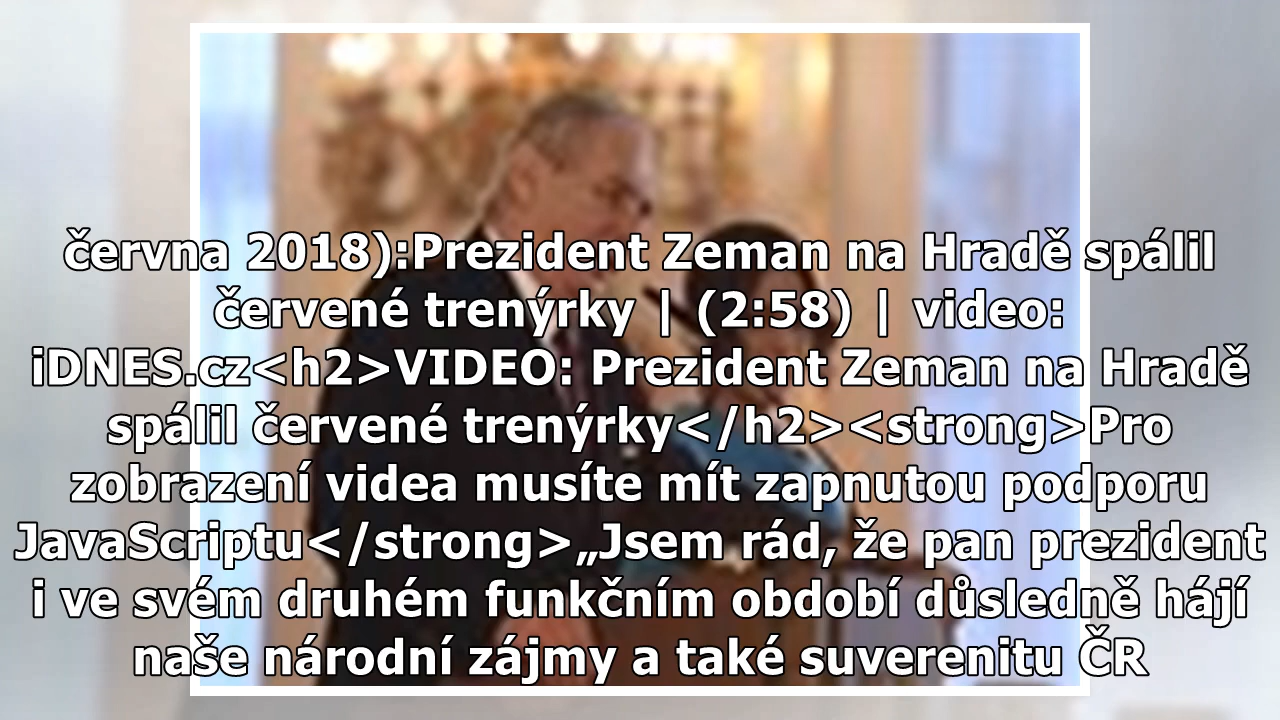 června 2018):Prezident Zeman na Hradě spálil
červené trenýrky | (2:58) | video:
iDNES.cz<h2>VIDEO: Prezident Zeman na Hradě
spálil červené trenýrky</h2><strong>Pro
zobrazení videa musíte mít zapnutou podporu
JavaScriptu</strong>„Jsem rád, že pan prezident
i ve svém druhém funkčním období důsledně hájí
naše národní zájmy a také suverenitu ČR